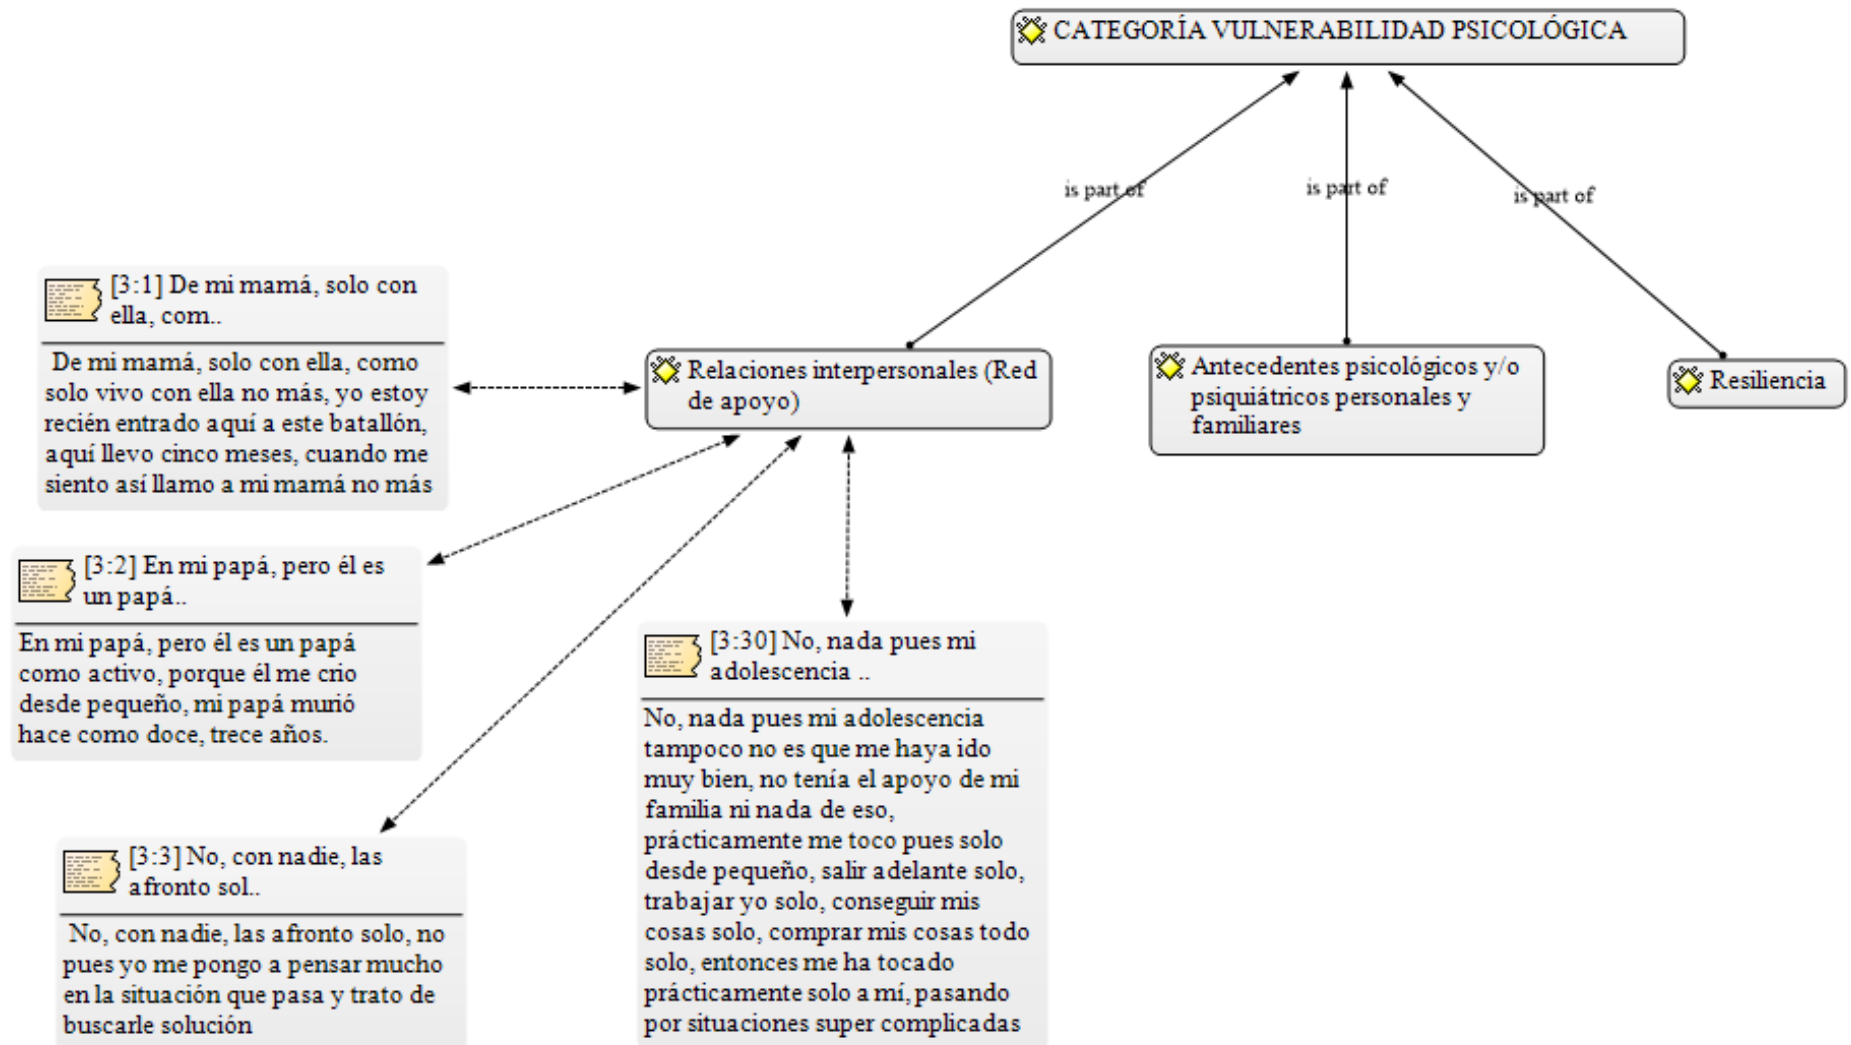 CATEGORÍA VULNERABILIDAD PSICOLÓGICA
is part of
is part of
is part of
[3:1] De mi mamá, solo con
ella, com..
De mi mamá, solo con ella, como
solo vivo con ella no más, yo estoy
recién entrado aquí a este batallón,
aquí llevo cinco meses, cuando me
siento así llamo a mi mamá no más
Relaciones interpersonales (Red
de apoyo)
Antecedentes psicológicos y/o
psiquiátricos personales y
familiares
Resiliencia
[3:2] En mi papá, pero él es
un papá..
En mi papá, pero él es un papá
como activo, porque él me crio
desde pequeño, mi papá murió
hace como doce, trece años.
[3:3] No, con nadie, las
afronto sol..
No, con nadie, las afronto solo, no
pues yo me pongo a pensar mucho
en la situación que pasa y trato de
buscarle solución
[3:30] No, nada pues mi
adolescencia ..
No, nada pues mi adolescencia
tampoco no es que me haya ido
muy bien, no tenía el apoyo de mi
familia ni nada de eso,
prácticamente me toco pues solo
desde pequeño, salir adelante solo,
trabajar yo solo, conseguir mis
cosas solo, comprar mis cosas todo
solo, entonces me ha tocado
prácticamente solo a mí, pasando
por situaciones super complicadas